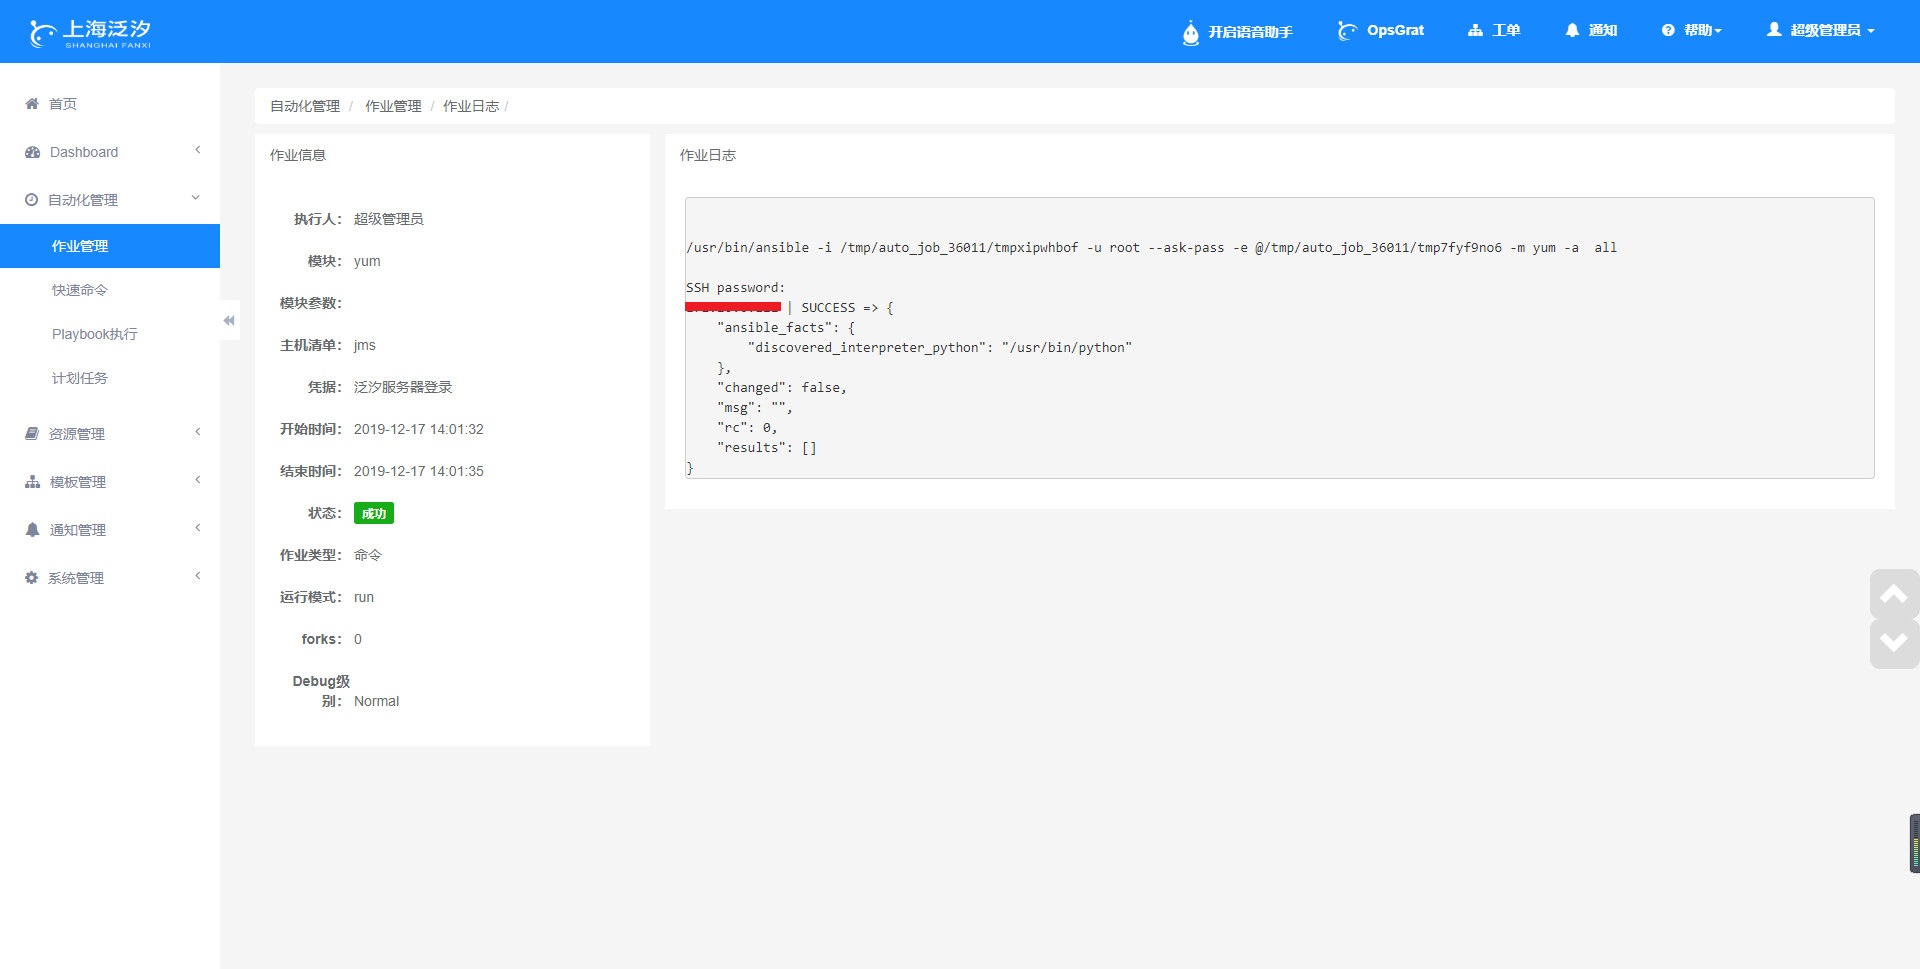 上海泛汐
SHANGHAI FANXI
开启语音助手
OpsGrat
工单
通知
帮助
超级管理员
首页
Dashboard
自动化管理
作业管理
快速命令
Playbook执行
计划任务
资源管理
模板管理
通知管理
系统管理
自动化管理 / 作业管理 / 作业日志 /
作业信息
执行人： 超级管理员
模块： yum
模块参数：
主机清单： jms
凭据： 泛汐服务器登录
开始时间： 2019-12-17 14:01:32
结束时间： 2019-12-17 14:01:35
状态： 成功
作业类型： 命令
运行模式： run
forks： 0
Debug级
别： Normal
作业日志
/usr/bin/ansible -i /tmp/auto_job_36011/tmpxipwhbof -u root --ask-pass -e @/tmp/auto_job_36011/tmp7fyf9no6 -m yum -a  all
SSH password:
| SUCCESS => {
"ansible_facts": {
"discovered_interpreter_python": "/usr/bin/python"
},
"changed": false,
"msg": "",
"rc": 0,
"results": []
}